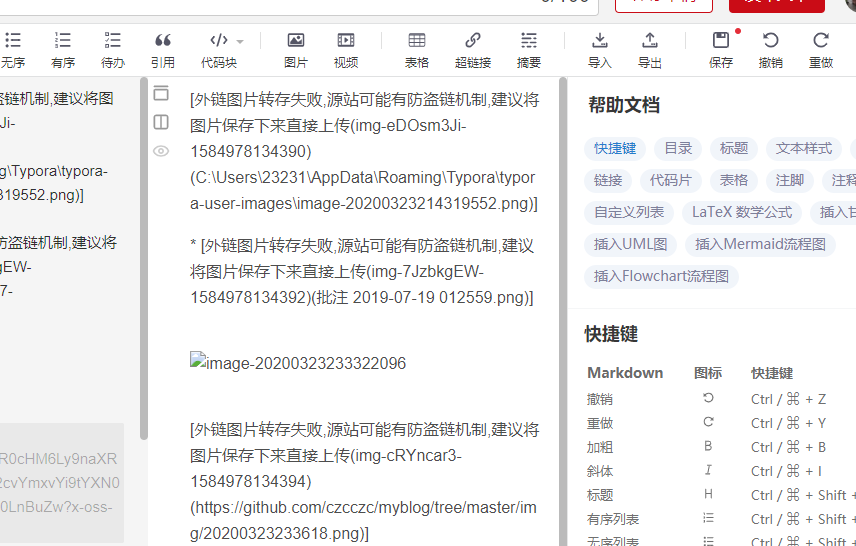 无序 有序 待办 引用 代码块 图片 视频 表格 超链接 摘要 导入 导出 保存 撤销 重做
盗链机制,建议将图
Ji-
g\Typora\typora-
319552.png)]
防盗链机制,建议将
gEW-
7-
R0cHM6Ly9naXR
2cvYmxvYi9tYXN0
0LnBuZw?x-oss-
[外链图片转存失败,源站可能有防盗链机制,建议将
图片保存下来直接上传(img-eDOsm3Ji-
1584978134390)
(C:\Users\23231\AppData\Roaming\Typora\typor
a-user-images\image-20200323214319552.png)]
* [外链图片转存失败,源站可能有防盗链机制,建议
将图片保存下来直接上传(img-7JzbkgEW-
1584978134392)(批注 2019-07-19 012559.png)]
image-20200323233322096
[外链图片转存失败,源站可能有防盗链机制,建议将
图片保存下来直接上传(img-cRYncar3-
1584978134394)
(https://github.com/czcczc/myblog/tree/master/im
g/20200323233618.png)]
帮助文档
快捷键 目录 标题 文本样式
链接 代码片 表格 注脚 注释
自定义列表 LaTeX 数学公式 插入甘
插入UML图 插入Mermaid流程图
插入Flowchart流程图
快捷键
Markdown 图标 快捷键
撤销 Ctrl / ⌘ + Z
重做 Ctrl / ⌘ + Y
加粗 B Ctrl / ⌘ + B
斜体 I Ctrl / ⌘ + I
标题 H Ctrl / ⌘ + Shift +
有序列表 Ctrl / ⌘ + Shift +
无序列表 Ctrl / ⌘ + Shift +